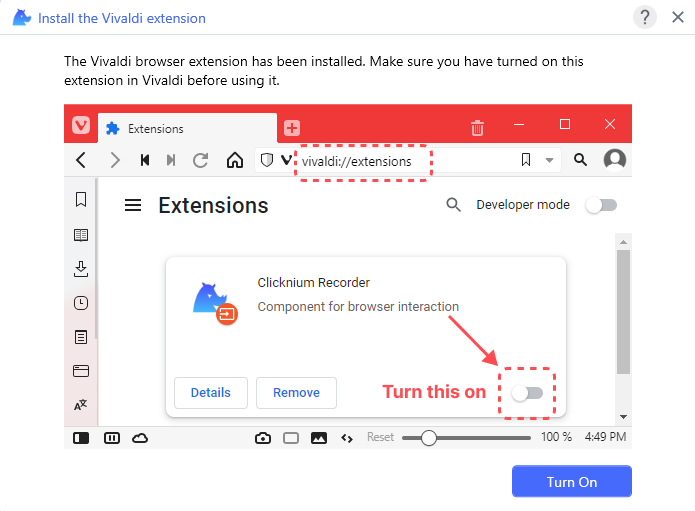 Install the Vivaldi extension
?
The Vivaldi browser extension has been installed. Make sure you have turned on this
extension in Vivaldi before using it.
Extensions
vivaldi://extensions
Extensions
Developer mode
Clicknium Recorder
Component for browser interaction
Details
Remove
Turn this on
Reset
100 %
4:49 PM
Turn On